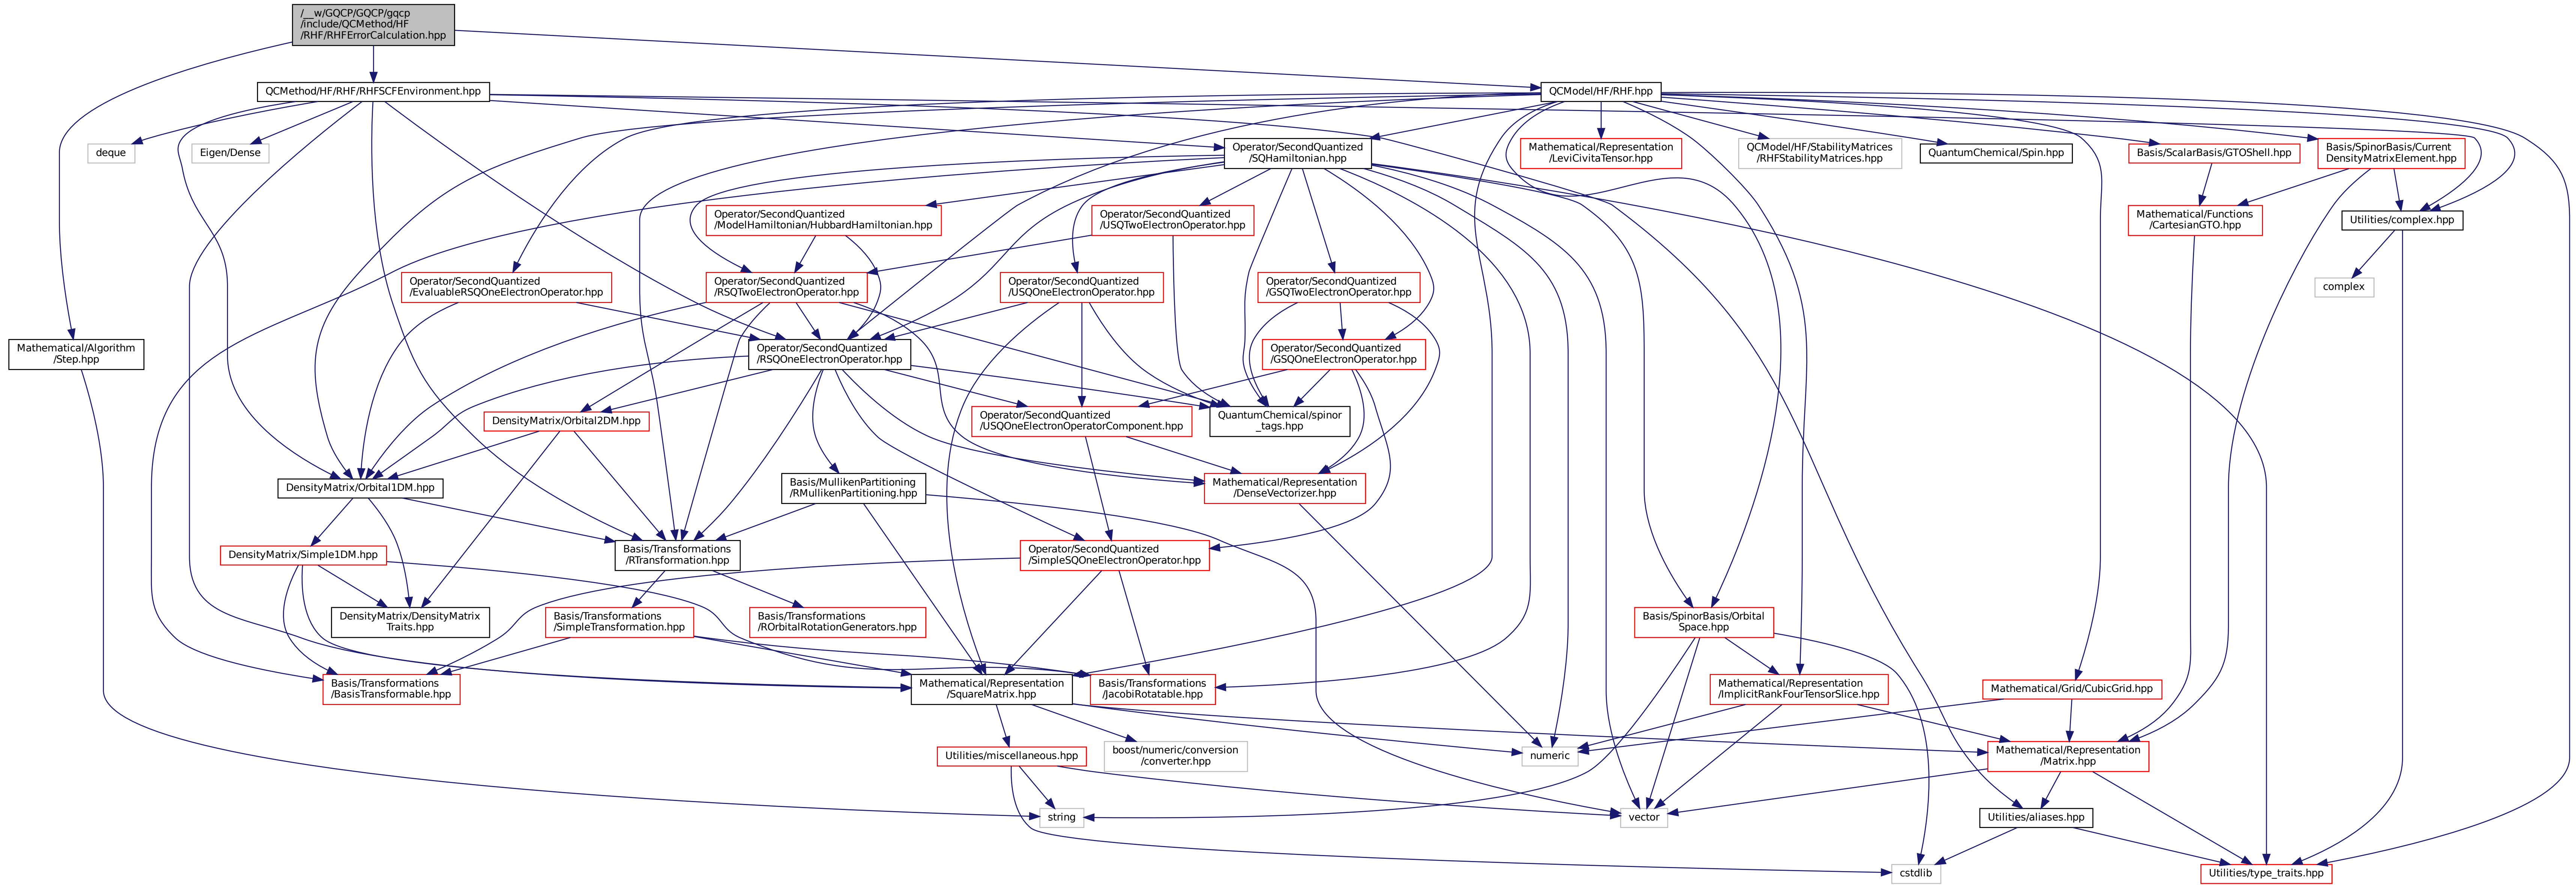 /__w/GQCP/GQCP/gqcp
/include/QCMethod/HF
/RHF/RHFErrorCalculation.hpp
QCMethod/HF/RHF/RHFSCFEnvironment.hpp
QCModel/HF/RHF.hpp
deque
Eigen/Dense
Operator/SecondQuantized
/SQHamiltonian.hpp
Mathematical/Representation
/LeviCivitaTensor.hpp
QCModel/HF/StabilityMatrices
/RHFStabilityMatrices.hpp
QuantumChemical/Spin.hpp
Basis/ScalarBasis/GTOShell.hpp
Basis/SpinorBasis/Current
DensityMatrixElement.hpp
Operator/SecondQuantized
/ModelHamiltonian/HubbardHamiltonian.hpp
Operator/SecondQuantized
/USQTwoElectronOperator.hpp
Mathematical/Functions
/CartesianGTO.hpp
Utilities/complex.hpp
Operator/SecondQuantized
/EvaluableRSQOneElectronOperator.hpp
Operator/SecondQuantized
/RSQTwoElectronOperator.hpp
Operator/SecondQuantized
/USQOneElectronOperator.hpp
Operator/SecondQuantized
/GSQTwoElectronOperator.hpp
complex
Mathematical/Algorithm
/Step.hpp
Operator/SecondQuantized
/RSQOneElectronOperator.hpp
Operator/SecondQuantized
/GSQOneElectronOperator.hpp
DensityMatrix/Orbital2DM.hpp
Operator/SecondQuantized
/USQOneElectronOperatorComponent.hpp
QuantumChemical/spinor
_tags.hpp
DensityMatrix/Orbital1DM.hpp
Basis/MullikenPartitioning
/RMullikenPartitioning.hpp
Mathematical/Representation
/DenseVectorizer.hpp
DensityMatrix/Simple1DM.hpp
Basis/Transformations
/RTransformation.hpp
Operator/SecondQuantized
/SimpleSQOneElectronOperator.hpp
DensityMatrix/DensityMatrix
Traits.hpp
Basis/Transformations
/SimpleTransformation.hpp
Basis/Transformations
/ROrbitalRotationGenerators.hpp
Basis/SpinorBasis/Orbital
Space.hpp
Basis/Transformations
/BasisTransformable.hpp
Mathematical/Representation
/SquareMatrix.hpp
Basis/Transformations
/JacobiRotatable.hpp
Mathematical/Representation
/ImplicitRankFourTensorSlice.hpp
Mathematical/Grid/CubicGrid.hpp
Utilities/miscellaneous.hpp
boost/numeric/conversion
/converter.hpp
numeric
Mathematical/Representation
/Matrix.hpp
string
vector
Utilities/aliases.hpp
cstdlib
Utilities/type_traits.hpp